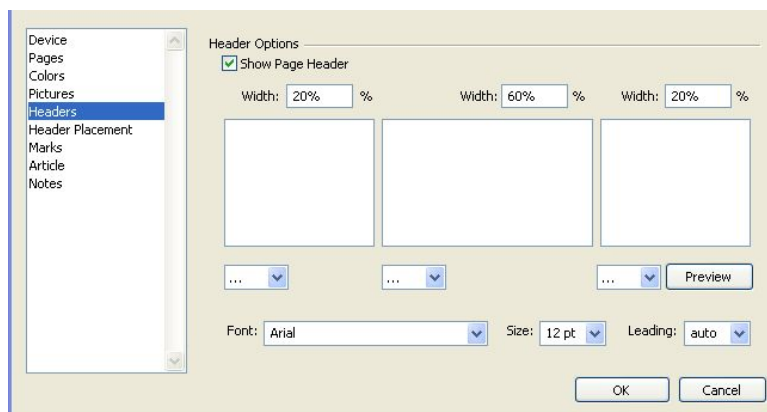 Device
Pages
Colors
Pictures
Headers
Header Placement
Marks
Article
Notes
Header Options
Show Page Header
Width: 20% % Width: 60% % Width: 20% %
... ... ... Preview
Font: Arial Size: 12 pt Leading: auto
OK Cancel